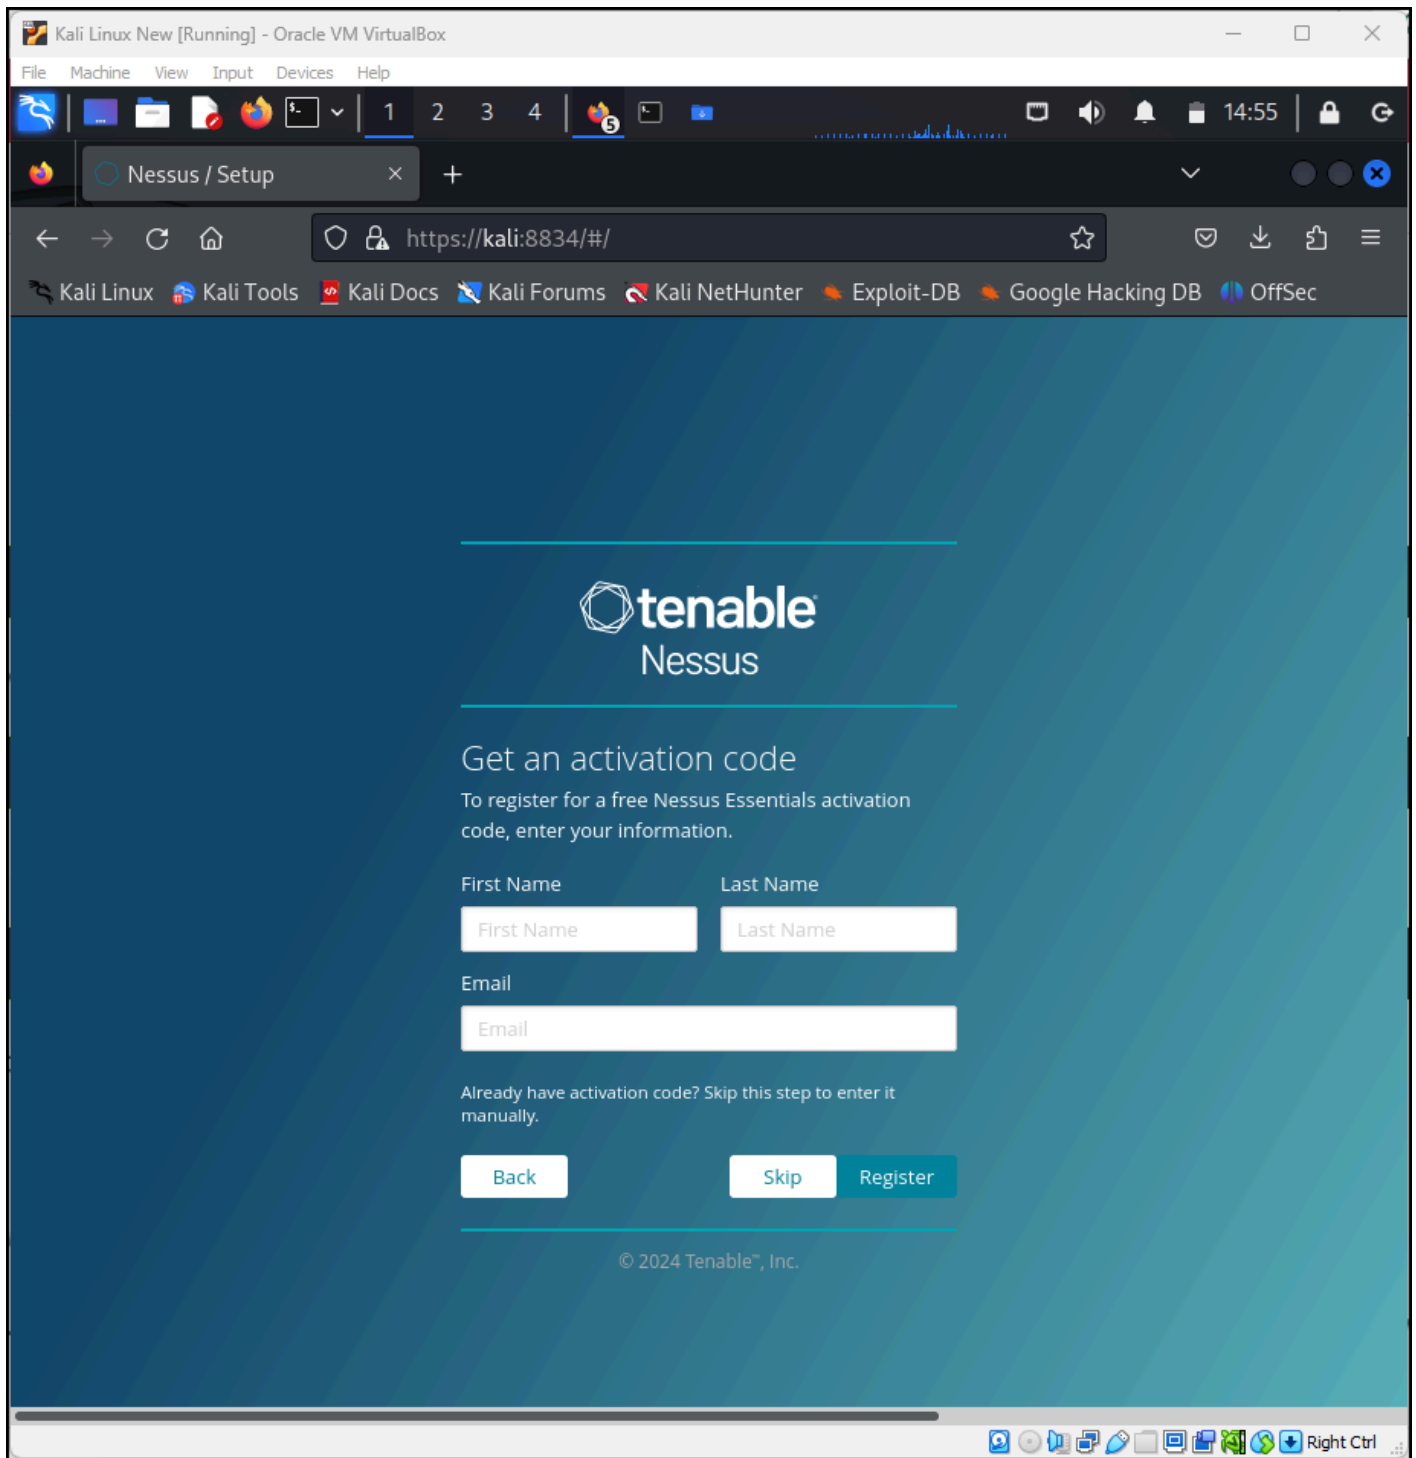 Kali Linux New [Running] - Oracle VM VirtualBox
File Machine View Input Devices Help
1 2 3 4 5 14:55
Nessus / Setup
https://kali:8834/#/
Kali Linux Kali Tools Kali Docs Kali Forums Kali NetHunter Exploit-DB Google Hacking DB OffSec
tenable
Nessus
Get an activation code
To register for a free Nessus Essentials activation
code, enter your information.
First Name Last Name
First Name Last Name
Email
Email
Already have activation code? Skip this step to enter it
manually.
Back Skip Register
© 2024 Tenable™, Inc.
Right Ctrl